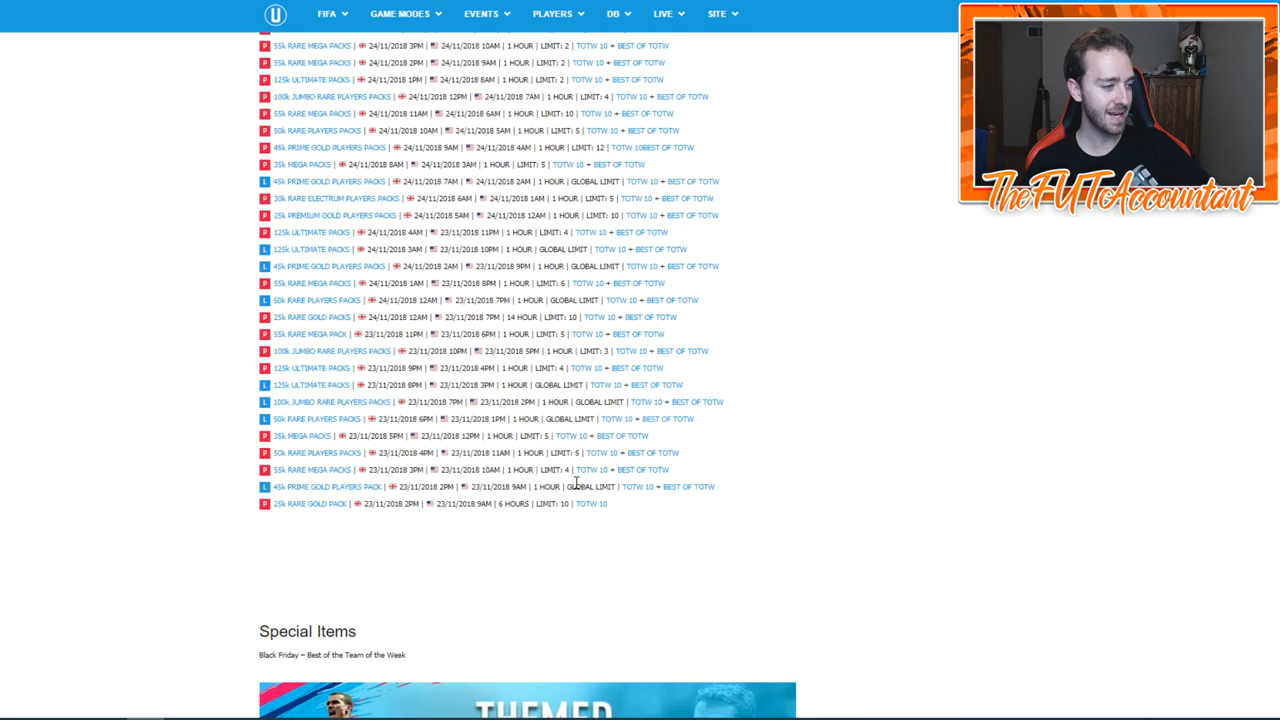 U FIFA GAME MODES EVENTS PLAYERS DB LIVE SITE
P 55k RARE MEGA PACKS | 24/11/2018 3PM | 24/11/2018 10AM | 1 HOUR | LIMIT: 2 | TOTW 10 + BEST OF TOTW
P 55k RARE MEGA PACKS | 24/11/2018 2PM | 24/11/2018 9AM | 1 HOUR | LIMIT: 2 | TOTW 10 + BEST OF TOTW
P 125k ULTIMATE PACKS | 24/11/2018 1PM | 24/11/2018 8AM | 1 HOUR | LIMIT: 2 | TOTW 10 + BEST OF TOTW
P 100k JUMBO RARE PLAYERS PACKS | 24/11/2018 12PM | 24/11/2018 7AM | 1 HOUR | LIMIT: 4 | TOTW 10 + BEST OF TOTW
P 55k RARE MEGA PACKS | 24/11/2018 11AM | 24/11/2018 6AM | 1 HOUR | LIMIT: 10 | TOTW 10 + BEST OF TOTW
P 50k RARE PLAYERS PACKS | 24/11/2018 10AM | 24/11/2018 5AM | 1 HOUR | LIMIT: 5 | TOTW 10 + BEST OF TOTW
P 45k PRIME GOLD PLAYERS PACKS | 24/11/2018 9AM | 24/11/2018 4AM | 1 HOUR | LIMIT: 12 | TOTW 10BEST OF TOTW
P 35k MEGA PACKS | 24/11/2018 8AM | 24/11/2018 3AM | 1 HOUR | LIMIT: 5 | TOTW 10 + BEST OF TOTW
L 45k PRIME GOLD PLAYERS PACKS | 24/11/2018 7AM | 24/11/2018 2AM | 1 HOUR | GLOBAL LIMIT | TOTW 10 + BEST OF TOTW
P 30k RARE ELECTRUM PLAYERS PACKS | 24/11/2018 6AM | 24/11/2018 1AM | 1 HOUR | LIMIT: 5 | TOTW 10 + BEST OF TOTW
P 25k PREMIUM GOLD PLAYERS PACKS | 24/11/2018 5AM | 24/11/2018 12AM | 1 HOUR | LIMIT: 10 | TOTW 10 + BEST OF TOTW
P 125k ULTIMATE PACKS | 24/11/2018 4AM | 23/11/2018 11PM | 1 HOUR | LIMIT: 4 | TOTW 10 + BEST OF TOTW
L 125k ULTIMATE PACKS | 24/11/2018 3AM | 23/11/2018 10PM | 1 HOUR | GLOBAL LIMIT | TOTW 10 + BEST OF TOTW
L 45k PRIME GOLD PLAYERS PACKS | 24/11/2018 2AM | 23/11/2018 9PM | 1 HOUR | GLOBAL LIMIT | TOTW 10 + BEST OF TOTW
P 55k RARE MEGA PACKS | 24/11/2018 1AM | 23/11/2018 8PM | 1 HOUR | LIMIT: 6 | TOTW 10 + BEST OF TOTW
L 50k RARE PLAYERS PACKS | 24/11/2018 12AM | 23/11/2018 7PM | 1 HOUR | GLOBAL LIMIT | TOTW 10 + BEST OF TOTW
P 25k RARE GOLD PACKS | 24/11/2018 12AM | 23/11/2018 7PM | 14 HOUR | LIMIT: 10 | TOTW 10 + BEST OF TOTW
P 55k RARE MEGA PACK | 23/11/2018 11PM | 23/11/2018 6PM | 1 HOUR | LIMIT: 5 | TOTW 10 + BEST OF TOTW
P 100k JUMBO RARE PLAYERS PACKS | 23/11/2018 10PM | 23/11/2018 5PM | 1 HOUR | LIMIT: 3 | TOTW 10 + BEST OF TOTW
P 125k ULTIMATE PACKS | 23/11/2018 9PM | 23/11/2018 4PM | 1 HOUR | LIMIT: 4 | TOTW 10 + BEST OF TOTW
L 125k ULTIMATE PACKS | 23/11/2018 8PM | 23/11/2018 3PM | 1 HOUR | GLOBAL LIMIT | TOTW 10 + BEST OF TOTW
L 100k JUMBO RARE PLAYERS PACKS | 23/11/2018 7PM | 23/11/2018 2PM | 1 HOUR | GLOBAL LIMIT | TOTW 10 + BEST OF TOTW
L 50k RARE PLAYERS PACKS | 23/11/2018 6PM | 23/11/2018 1PM | 1 HOUR | GLOBAL LIMIT | TOTW 10 + BEST OF TOTW
P 35k MEGA PACKS | 23/11/2018 5PM | 23/11/2018 12PM | 1 HOUR | LIMIT: 5 | TOTW 10 + BEST OF TOTW
P 50k RARE PLAYERS PACKS | 23/11/2018 4PM | 23/11/2018 11AM | 1 HOUR | LIMIT: 5 | TOTW 10 + BEST OF TOTW
P 55k RARE MEGA PACKS | 23/11/2018 3PM | 23/11/2018 10AM | 1 HOUR | LIMIT: 4 | TOTW 10 + BEST OF TOTW
L 45k PRIME GOLD PLAYERS PACK | 23/11/2018 2PM | 23/11/2018 9AM | 1 HOUR | GLOBAL LIMIT | TOTW 10 + BEST OF TOTW
P 25k RARE GOLD PACK | 23/11/2018 2PM | 23/11/2018 9AM | 6 HOURS | LIMIT: 10 | TOTW 10
TheFUTAccountant
Special Items
Black Friday – Best of the Team of the Week
THEMED